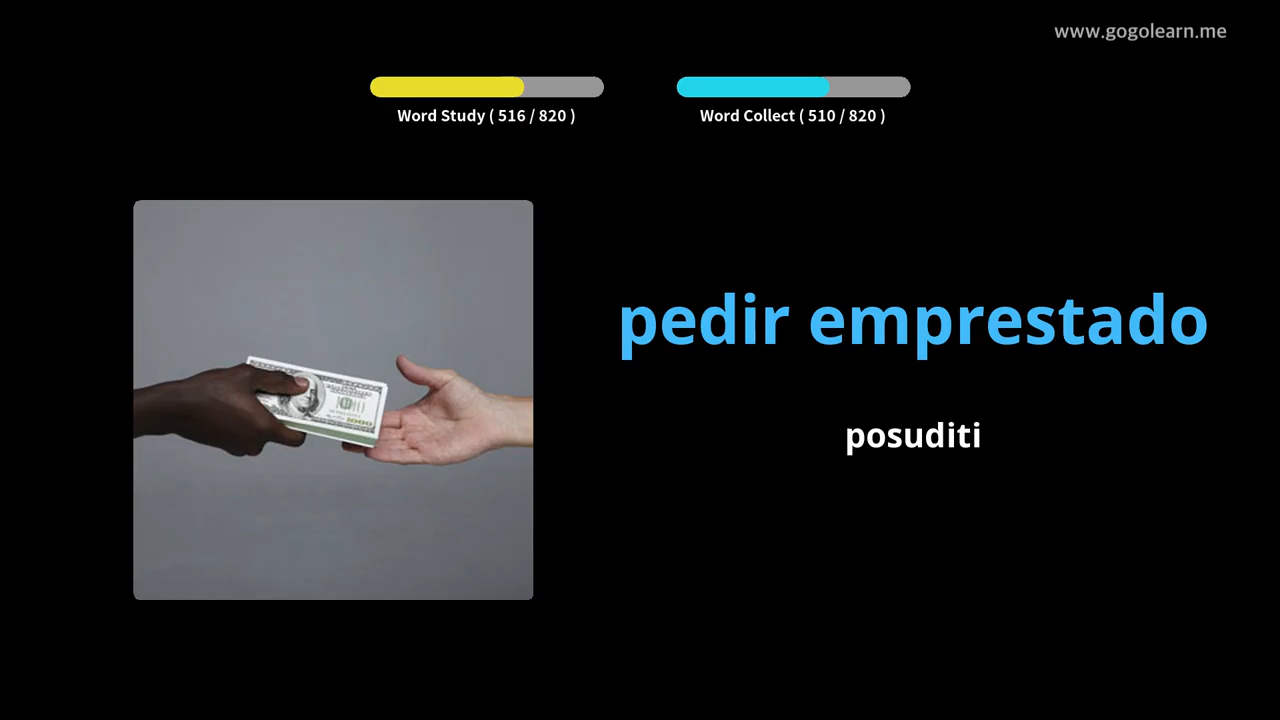 www.gogolearn.me
Word Study ( 516 / 820 )
Word Collect ( 510 / 820 )
pedir emprestado
posuditi